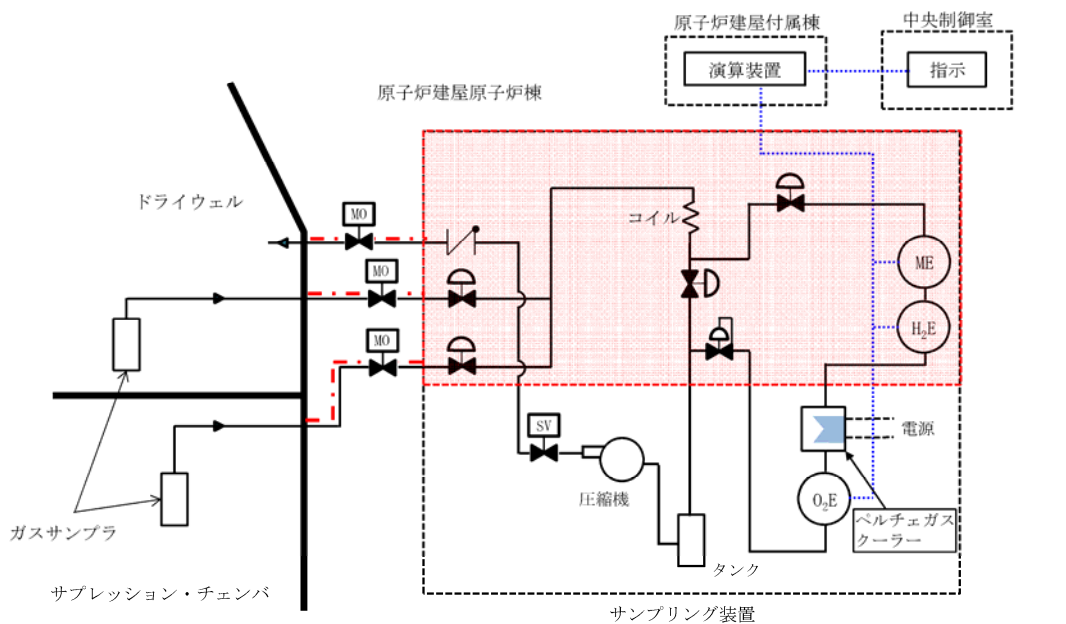 原子炉建屋付属棟
中央制御室
演算装置
指示
原子炉建屋原子炉棟
ドライウェル
MO
コイル
MO
ME
H₂E
MO
SV
電源
圧縮機
O₂E
ペルチェガス
クーラー
ガスサンプラ
タンク
サプレッション・チェンバ
サンプリング装置